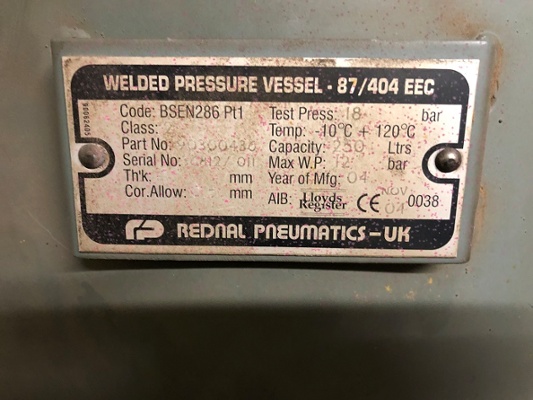 WELDED PRESSURE VESSEL - 87/404 EEC
Code: BSEN286 Pt1 Test Press: 18 bar
Class: Temp: -10°C + 120°C
Part No: Capacity: 250 Ltrs
Serial No: Max W.P: 12 bar
Th'k: mm Year of Mfg: 04
Cor.Allow: mm AIB: Lloyds Register CE NOV 04 0038
REDNAL PNEUMATICS - UK